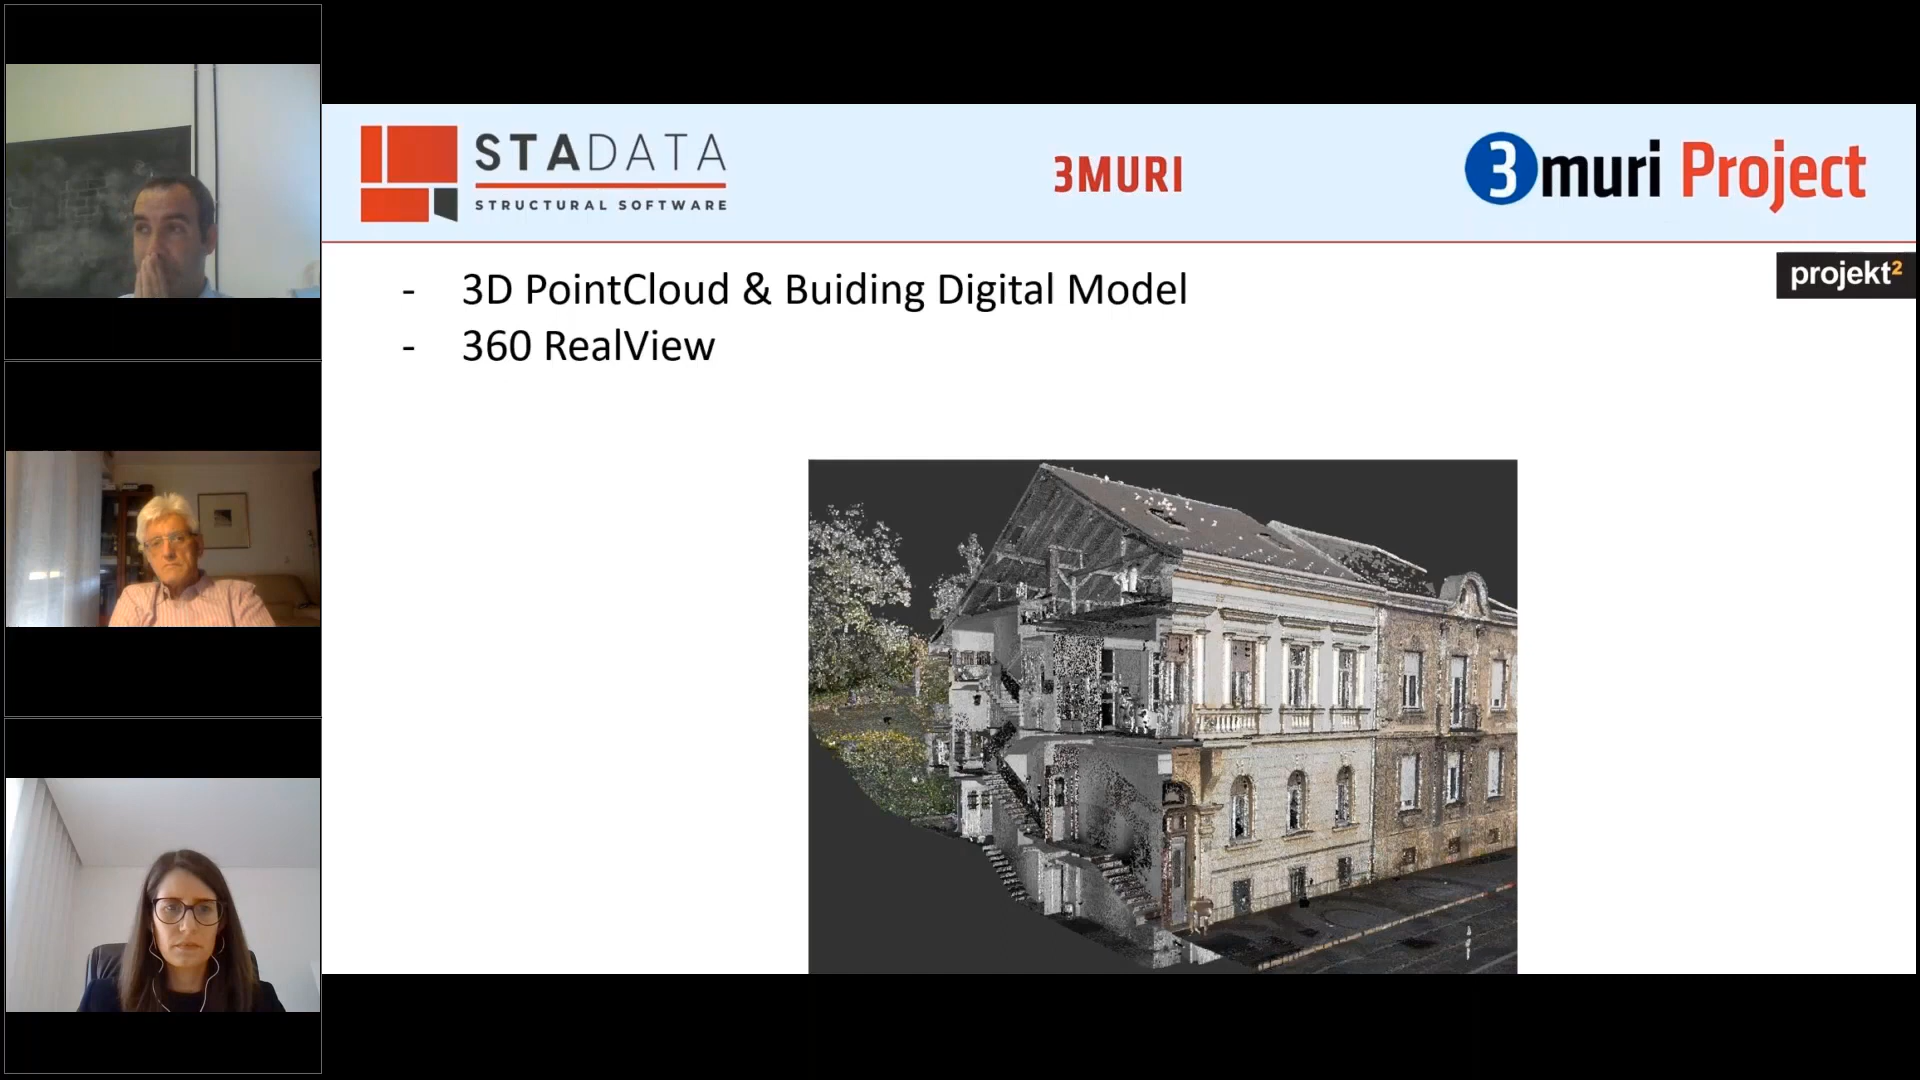 STADATA
STRUCTURAL SOFTWARE
3MURI
3muri Project
projekt²
- 3D PointCloud & Buiding Digital Model
- 360 RealView